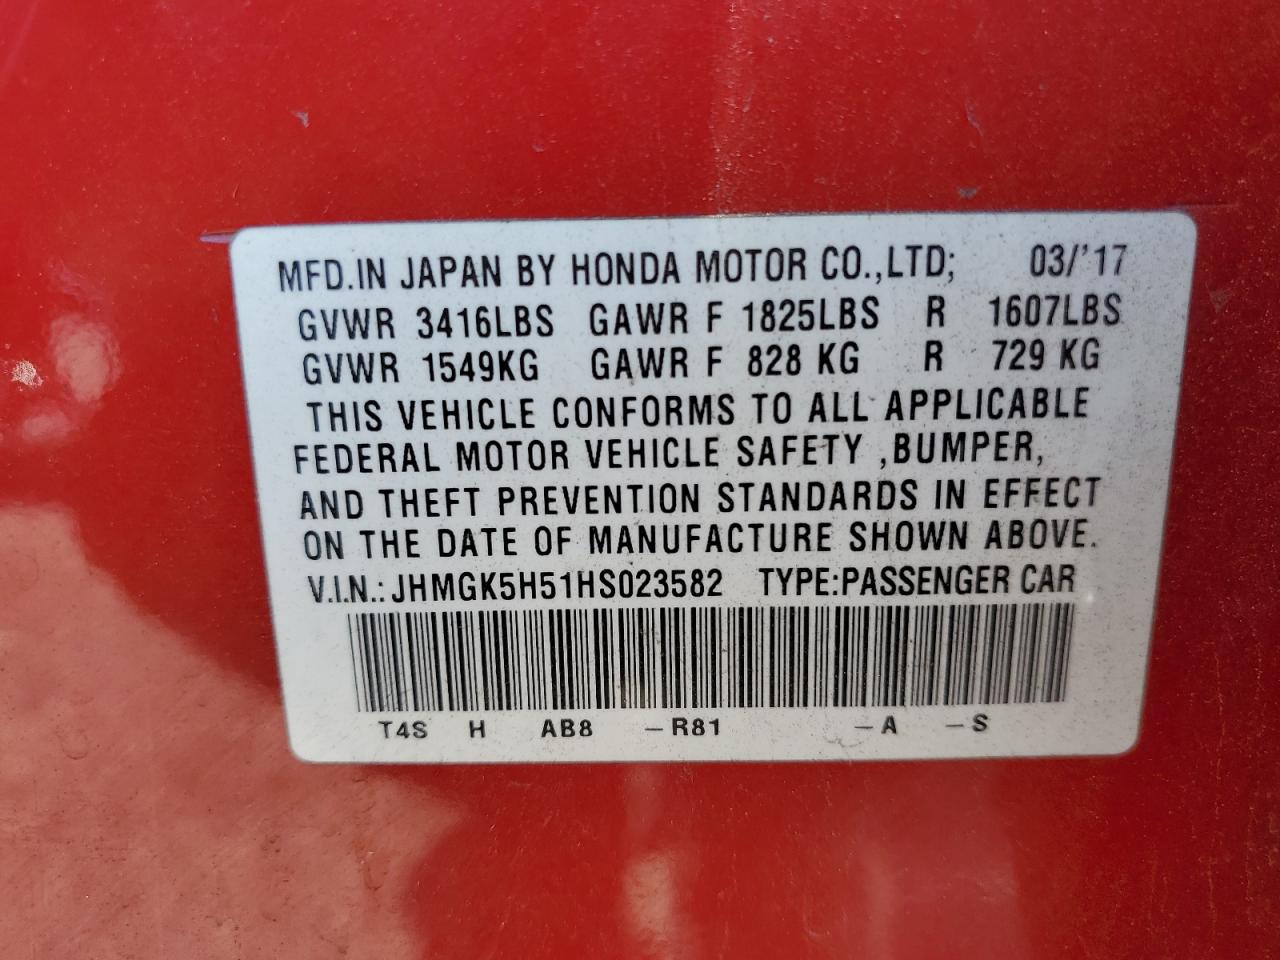 MFD.IN JAPAN BY HONDA MOTOR CO.,LTD; 03/'17
GVWR 3416LBS GAWR F 1825LBS R 1607LBS
GVWR 1549KG GAWR F 828 KG R 729 KG
THIS VEHICLE CONFORMS TO ALL APPLICABLE
FEDERAL MOTOR VEHICLE SAFETY ,BUMPER,
AND THEFT PREVENTION STANDARDS IN EFFECT
ON THE DATE OF MANUFACTURE SHOWN ABOVE.
V.I.N.: JHMGK5H51HS023582 TYPE:PASSENGER CAR
T4S H AB8 –R81 –A –S